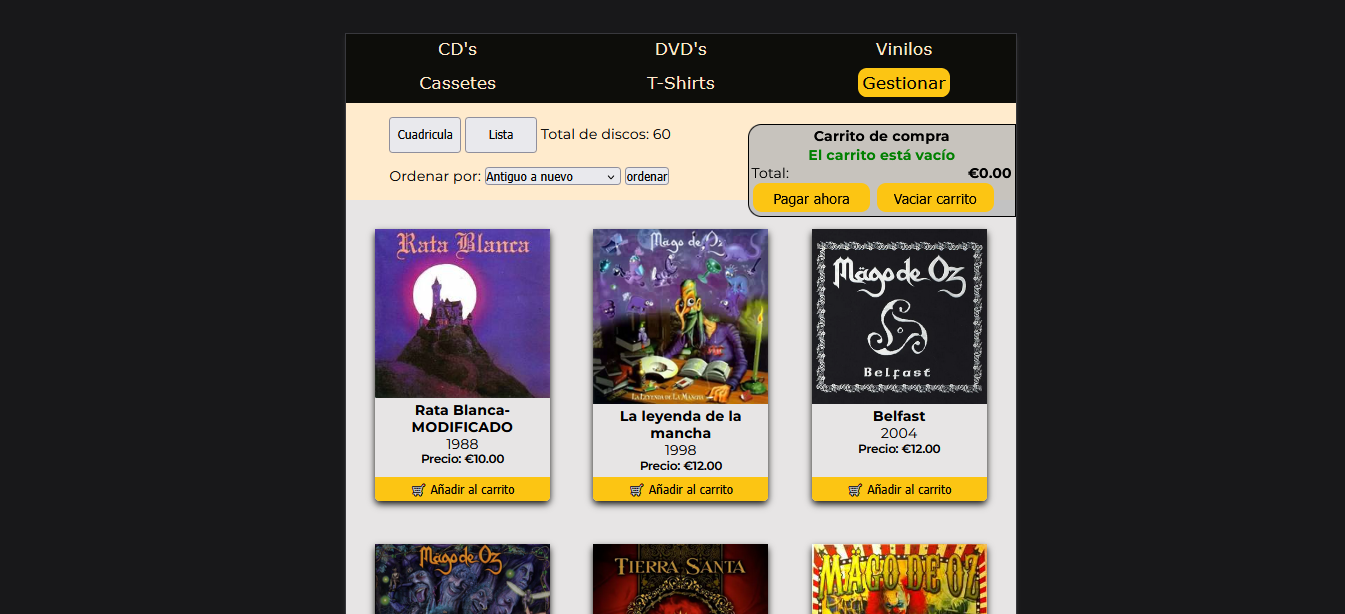 CD's DVD's Vinilos
Cassetes T-Shirts Gestionar
Cuadricula Lista Total de discos: 60
Ordenar por: Antiguo a nuevo ordenar
Carrito de compra
El carrito está vacío
Total: €0.00
Pagar ahora Vaciar carrito
Rata Blanca
Rata Blanca-
MODIFICADO
1988
Precio: €10.00
Añadir al carrito
Mägo de Oz
La Leyenda de La Mancha
La leyenda de la
mancha
1998
Precio: €12.00
Añadir al carrito
Mägo de Oz
Belfast
Belfast
2004
Precio: €12.00
Añadir al carrito
Mägo de Oz
TIERRA SANTA
MÄGO DE OZ